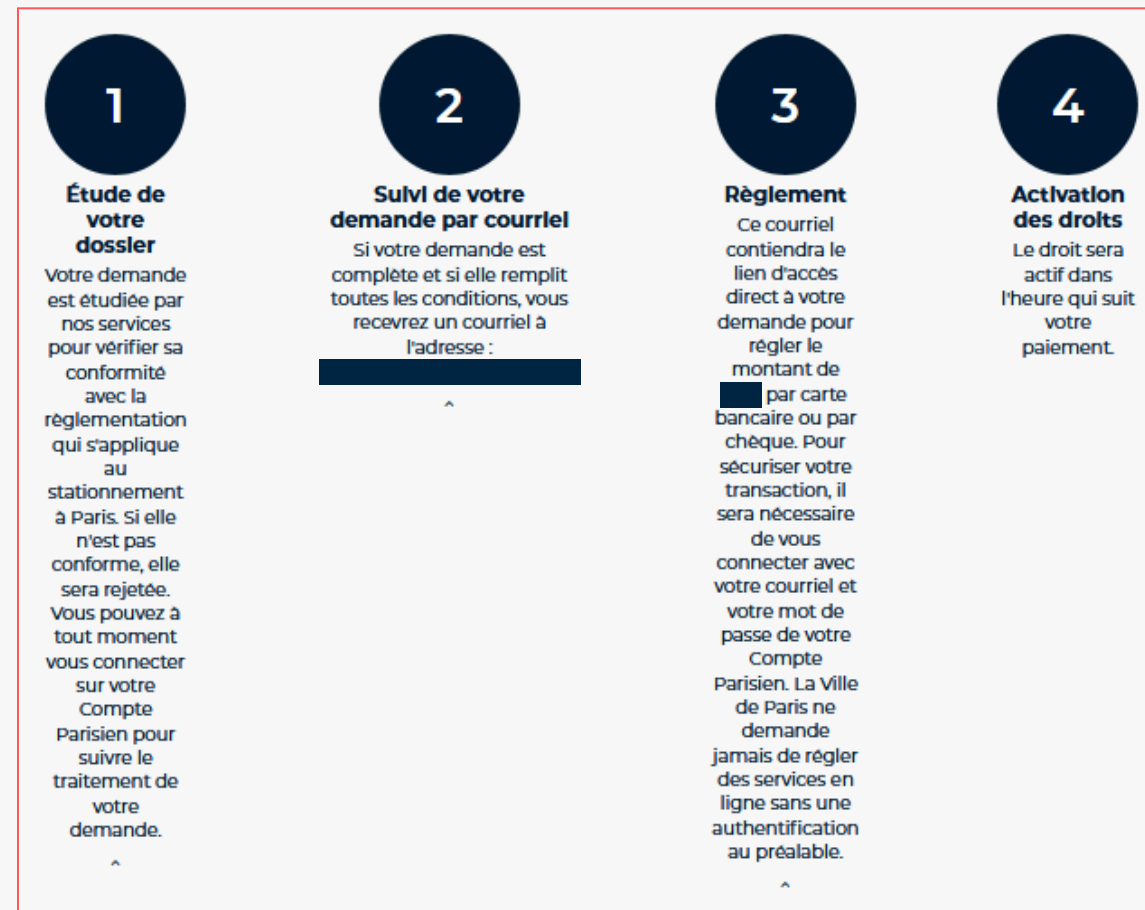 1
Étude de
votre
dossier
Votre demande
est étudiée par
nos services
pour vérifier sa
conformité
avec la
règlementation
qui s'applique
au
stationnement
à Paris. Si elle
n'est pas
conforme, elle
sera rejetée.
Vous pouvez à
tout moment
vous connecter
sur votre
Compte
Parisien pour
suivre le
traitement de
votre
demande.
2
Suivi de votre
demande par courriel
Si votre demande est
complète et si elle remplit
toutes les conditions, vous
recevrez un courriel à
l'adresse :
3
Règlement
Ce courriel
contiendra le
lien d'accès
direct à votre
demande pour
régler le
montant de
par carte
bancaire ou par
chèque. Pour
sécuriser votre
transaction, il
sera nécessaire
de vous
connecter avec
votre courriel et
votre mot de
passe de votre
Compte
Parisien. La Ville
de Paris ne
demande
jamais de régler
des services en
ligne sans une
authentification
au préalable.
4
Activation
des droits
Le droit sera
actif dans
l'heure qui suit
votre
paiement.